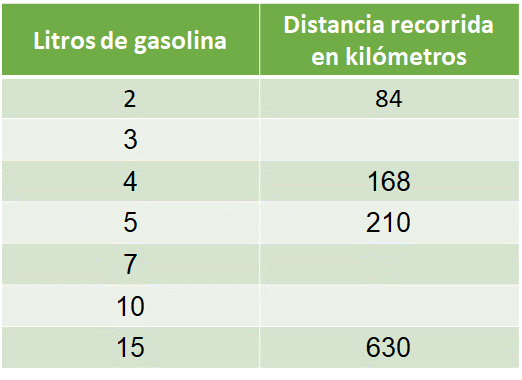 Litros de gasolina
Distancia recorrida
en kilómetros
2 84
3
4 168
5 210
7
10
15 630